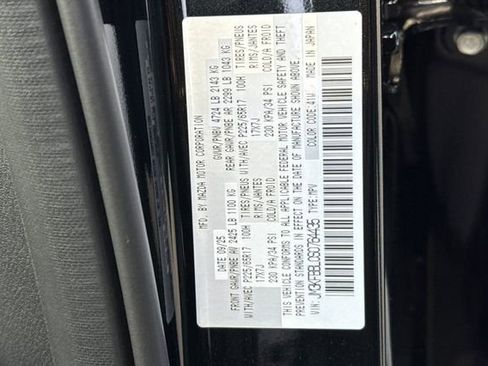 MFD. BY MAZDA MOTOR CORPORATION
DATE: 09/25 GVWR/PNBV 4724 LB 2143 KG
FRONT GAWR/PNBE AV 2425 LB 1100 KG REAR GAWR/PNBE AR 2299 LB 1043 KG
WITH/AVEC P225/65R17 100H TIRES/PNEUS WITH/AVEC P225/65R17 100H TIRES/PNEUS
17X7J RIMS/JANTES 17X7J RIMS/JANTES
230 KPA/34 PSI COLD/A FROID 230 KPA/34 PSI COLD/A FROID
THIS VEHICLE CONFORMS TO ALL APPLICABLE FEDERAL MOTOR VEHICLE SAFETY AND THEFT
PREVENTION STANDARDS IN EFFECT ON THE DATE OF MANUFACTURE SHOWN ABOVE.
VIN: TYPE: MPV COLOR CODE: 41W MADE IN JAPAN